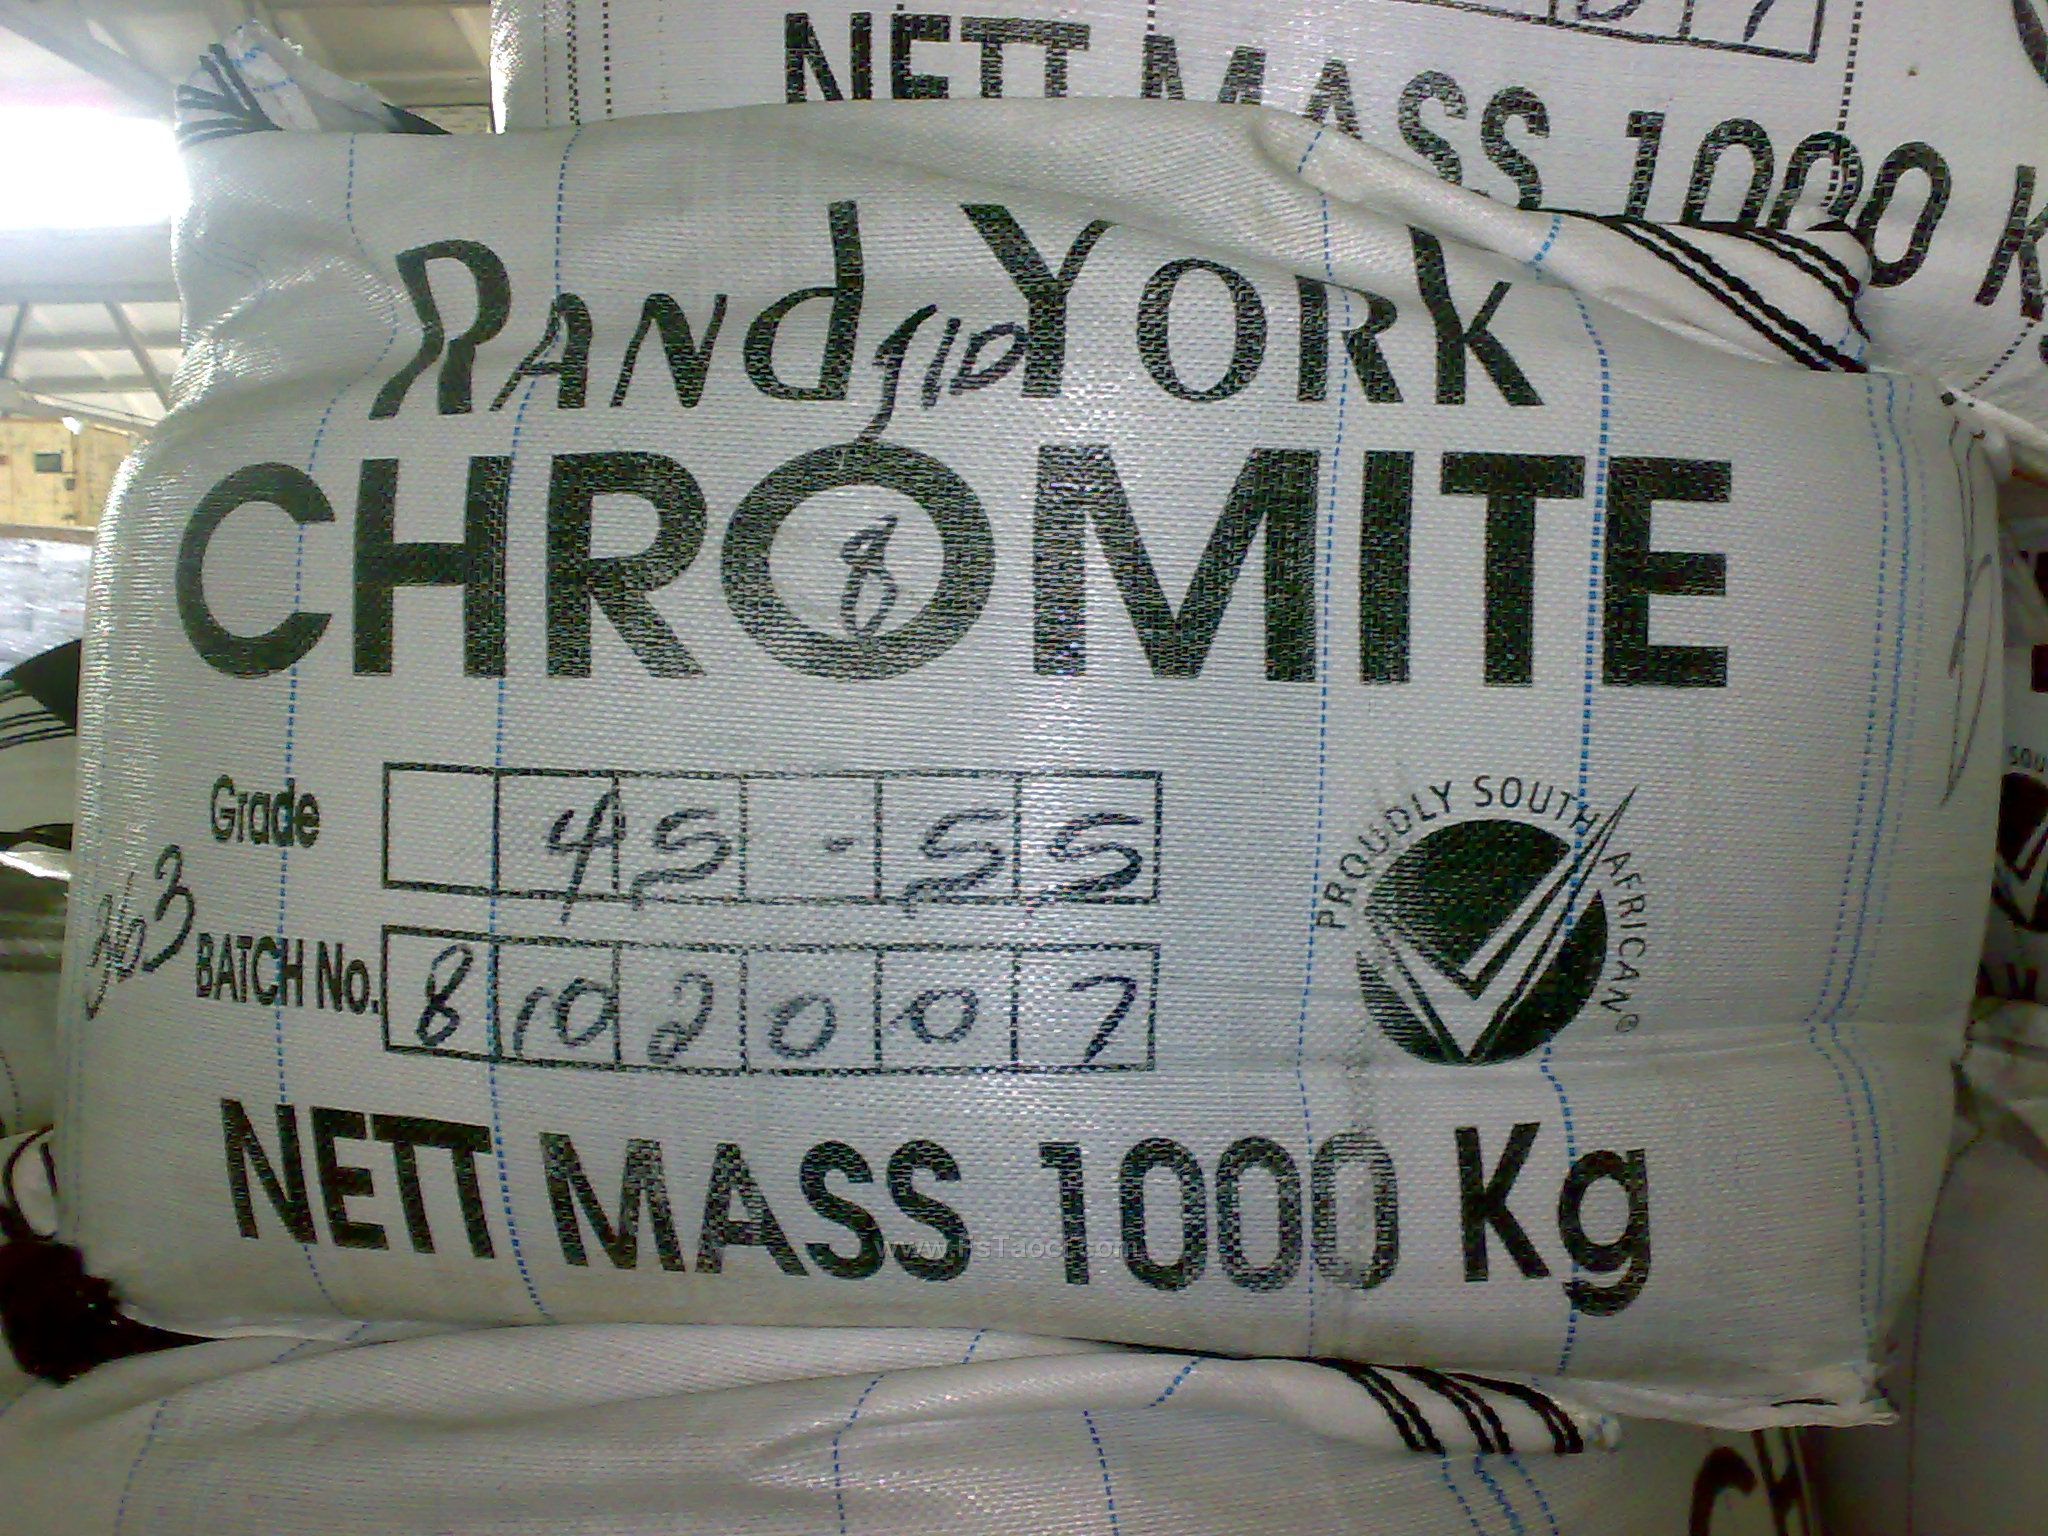 NETT MASS 1000 K
RANd YORK
CHROMITE
8
Grade 45-55
BATCH No. 8 10 2 0 0 7
PROUDLY SOUTH AFRICAN
NETT MASS 1000 Kg
CH